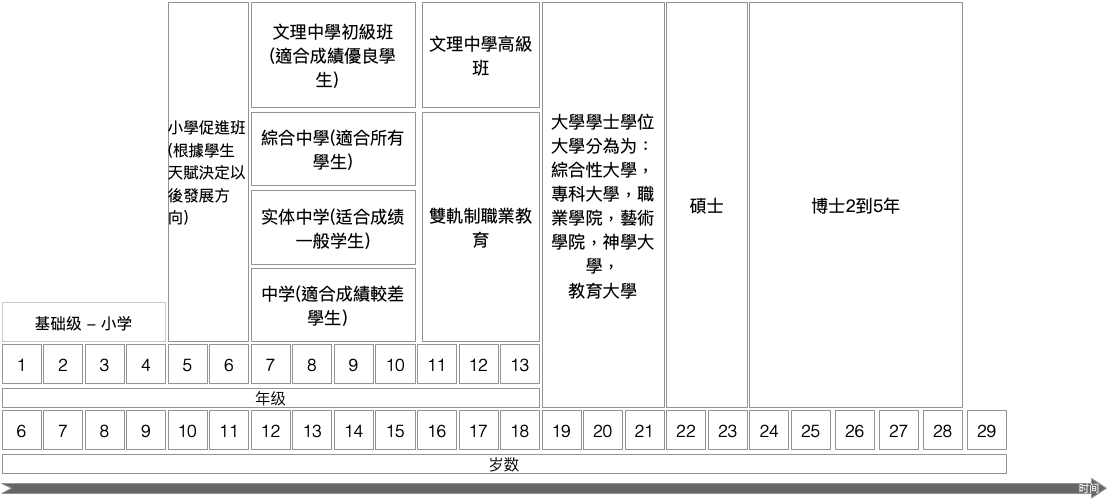 文理中學初級班
(適合成績優良學
生)
文理中學高級
班
小學促進班
(根據學生
天賦決定以
後發展方
向)
綜合中學(適合所有
學生)
实体中学(适合成绩
一般学生)
中学(適合成績較差
學生)
雙軌制職業教
育
大學學士學位
大學分為为：
綜合性大學，
專科大學，職
業學院，藝術
學院，神學大
學，
教育大學
碩士
博士2到5年
基础级 – 小学
1 2 3 4 5 6 7 8 9 10 11 12 13
年级
6 7 8 9 10 11 12 13 14 15 16 17 18 19 20 21 22 23 24 25 26 27 28 29
岁数
时间